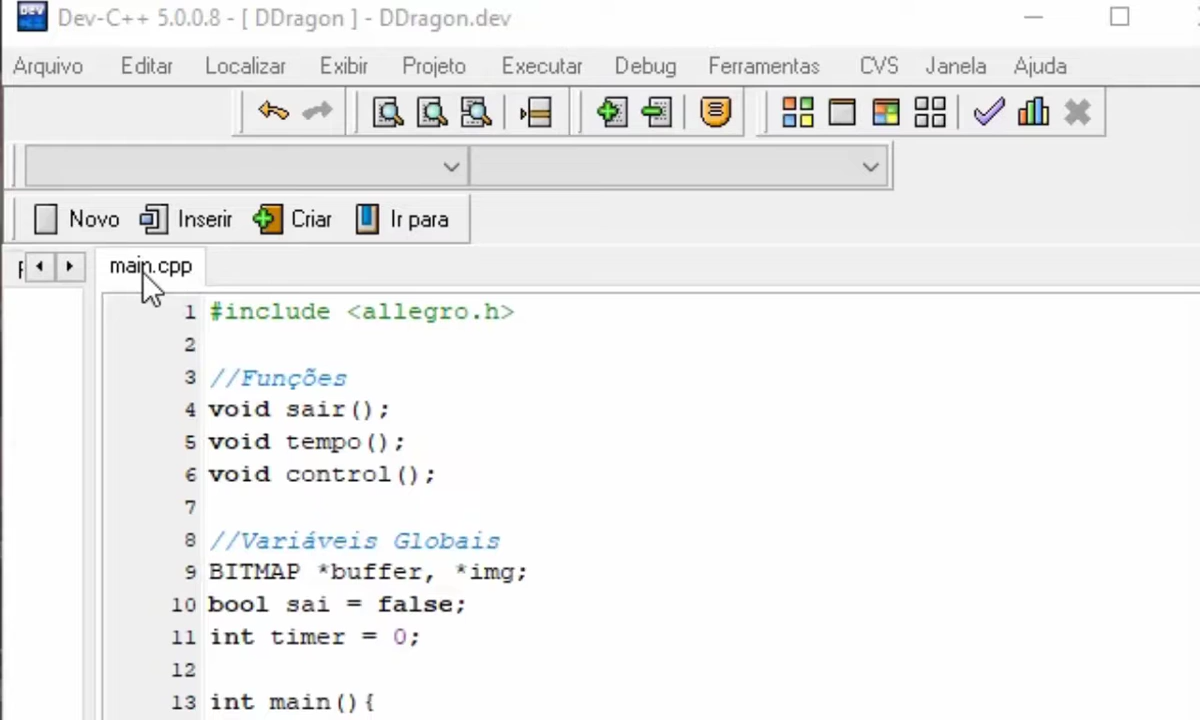 Dev-C++ 5.0.0.8 - [ DDragon ] - DDragon.dev
Arquivo Editar Localizar Exibir Projeto Executar Debug Ferramentas CVS Janela Ajuda
Novo Inserir Criar Ir para
main.cpp
1 #include <allegro.h>
2
3 //Funções
4 void sair();
5 void tempo();
6 void control();
7
8 //Variáveis Globais
9 BITMAP *buffer, *img;
10 bool sai = false;
11 int timer = 0;
12
13 int main(){